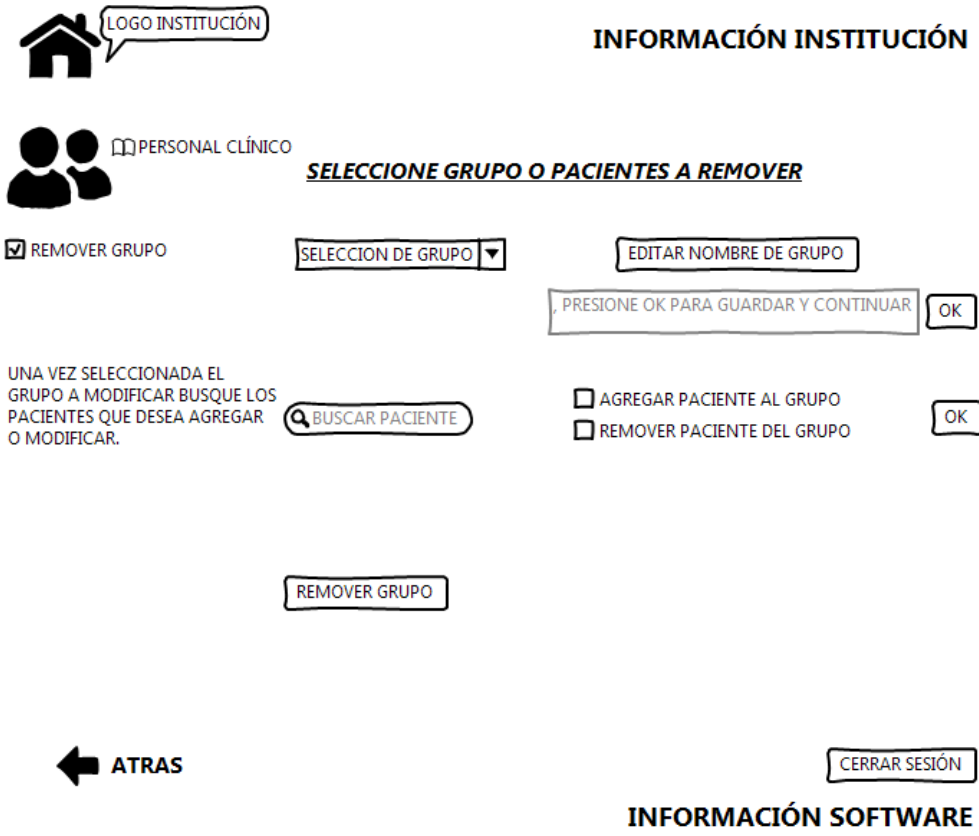 LOGO INSTITUCIÓN
INFORMACIÓN INSTITUCIÓN
PERSONAL CLÍNICO
SELECCIONE GRUPO O PACIENTES A REMOVER
REMOVER GRUPO
SELECCION DE GRUPO
EDITAR NOMBRE DE GRUPO
, PRESIONE OK PARA GUARDAR Y CONTINUAR
OK
UNA VEZ SELECCIONADA EL
GRUPO A MODIFICAR BUSQUE LOS
PACIENTES QUE DESEA AGREGAR
O MODIFICAR.
BUSCAR PACIENTE
AGREGAR PACIENTE AL GRUPO
REMOVER PACIENTE DEL GRUPO
OK
REMOVER GRUPO
ATRAS
CERRAR SESIÓN
INFORMACIÓN SOFTWARE